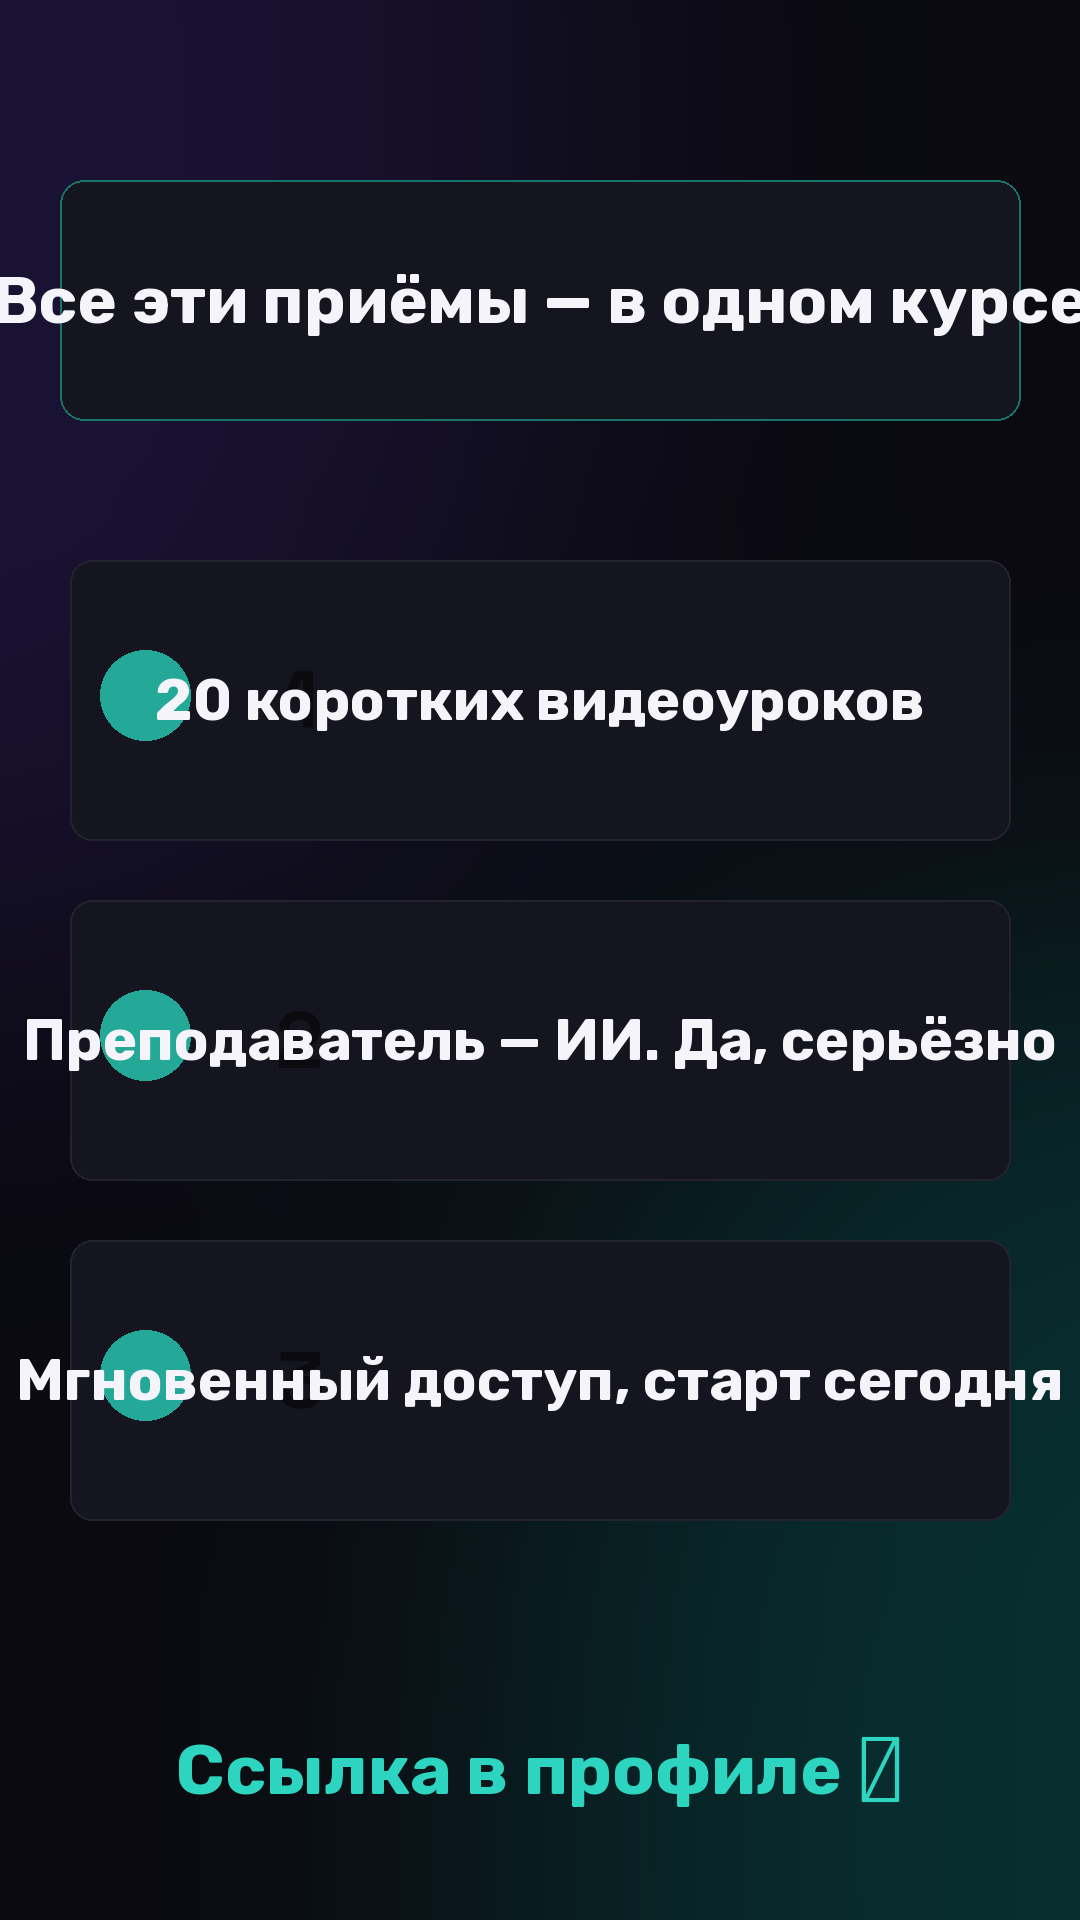 Все эти приёмы — в одном курсе
20 коротких видеоуроков
Преподаватель — ИИ. Да, серьёзно
Мгновенный доступ, старт сегодня
Ссылка в профиле